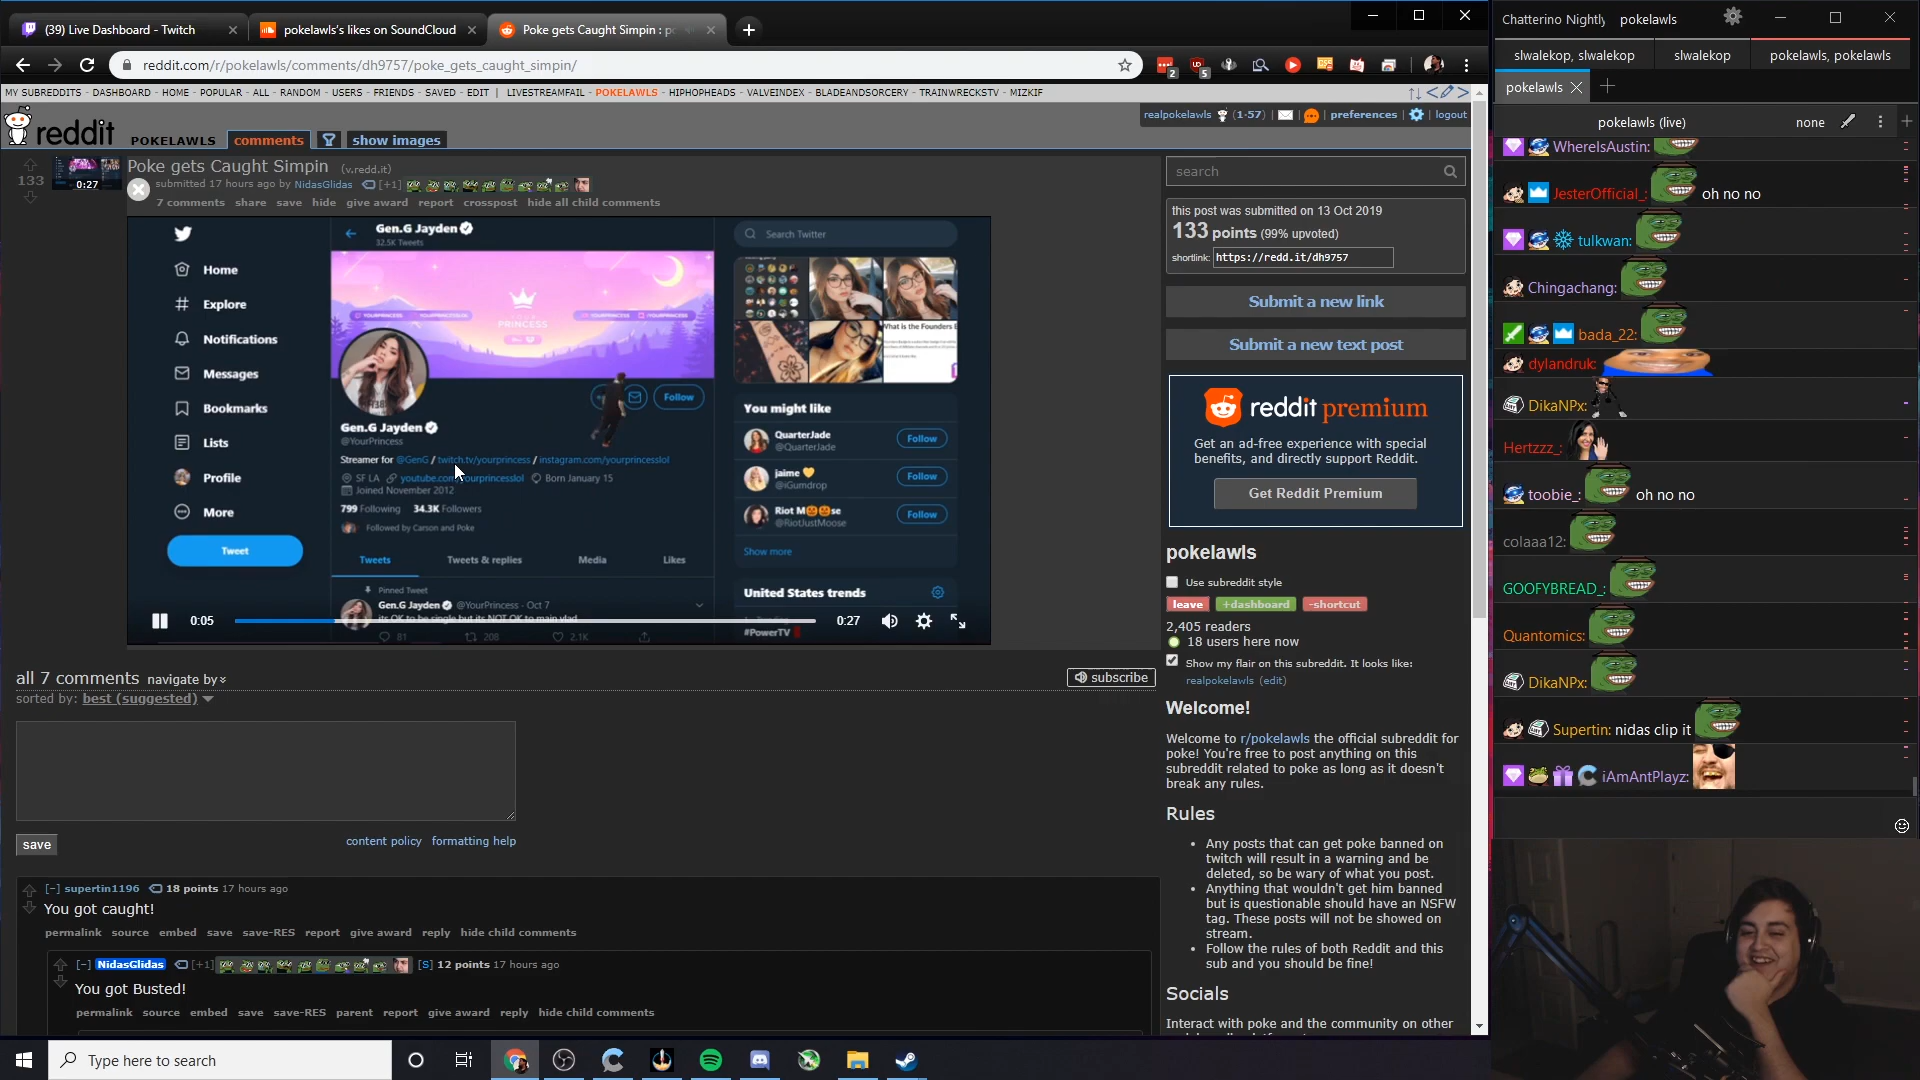 (39) Live Dashboard - Twitch
pokelawls's likes on SoundCloud
Poke gets Caught Simpin : p
reddit.com/r/pokelawls/comments/dh9757/poke_gets_caught_simpin/
2
5
MY SUBREDDITS - DASHBOARD - HOME - POPULAR - ALL - RANDOM - USERS - FRIENDS - SAVED - EDIT | LIVESTREAMFAIL - POKELAWLS - HIPHOPHEADS - VALVEINDEX - BLADEANDSORCERY - TRAINWRECKSTV - MIZKIF
reddit POKELAWLS comments show images
realpokelawls (1·57) | | | preferences | | logout
133
0:27
Poke gets Caught Simpin (v.redd.it)
submitted 17 hours ago by NidasGlidas [+1]
7 comments share save hide give award report crosspost hide all child comments
Gen.G Jayden
32.5K Tweets
Home
Explore
Notifications
Messages
Bookmarks
Lists
Profile
More
Tweet
YOUR
PRINCESS
Follow
Gen.G Jayden
@YourPrincess
Streamer for @GenG / twitch.tv/yourprincess / instagram.com/yourprincesslol
SF LA youtube.com/yourprincesslol Born January 15
Joined November 2012
799 Following 34.3K Followers
Followed by Carson and Poke
Tweets Tweets & replies Media Likes
Pinned Tweet
Gen.G Jayden @YourPrincess · Oct 7
its OK to be single but its NOT OK to main vlad
81 208 2.1K
Search Twitter
What is the Founders
You might like
QuarterJade
@QuarterJade
Follow
jaime
@iGumdrop
Follow
Riot M se
@RiotJustMoose
Follow
Show more
United States trends
#PowerTV
0:05
0:27
all 7 comments navigate by
subscribe
sorted by: best (suggested)
save
content policy formatting help
[-] supertin1196 18 points 17 hours ago
You got caught!
permalink source embed save save-RES report give award reply hide child comments
[-] NidasGlidas [+1] [S] 12 points 17 hours ago
You got Busted!
permalink source embed save save-RES parent report give award reply hide child comments
search
this post was submitted on 13 Oct 2019
133 points (99% upvoted)
shortlink: https://redd.it/dh9757
Submit a new link
Submit a new text post
reddit premium
Get an ad-free experience with special
benefits, and directly support Reddit.
Get Reddit Premium
pokelawls
Use subreddit style
leave +dashboard -shortcut
2,405 readers
18 users here now
Show my flair on this subreddit. It looks like:
realpokelawls (edit)
Welcome!
Welcome to r/pokelawls the official subreddit for
poke! You're free to post anything on this
subreddit related to poke as long as it doesn't
break any rules.
Rules
• Any posts that can get poke banned on
twitch will result in a warning and be
deleted, so be wary of what you post.
• Anything that wouldn't get him banned
but is questionable should have an NSFW
tag. These posts will not be showed on
stream.
• Follow the rules of both Reddit and this
sub and you should be fine!
Socials
Interact with poke and the community on other
Chatterino Nightly pokelawls
slwalekop, slwalekop slwalekop pokelawls, pokelawls
pokelawls
pokelawls (live) none
WhereIsAustin:
JesterOfficial_: oh no no
tulkwan:
Chingachang:
bada_22:
dylandruk:
DikaNPx:
Hertzzz_:
toobie_: oh no no
colaaa12:
GOOFYBREAD_:
Quantomics:
DikaNPx:
Supertin: nidas clip it
iAmAntPlayz:
Type here to search